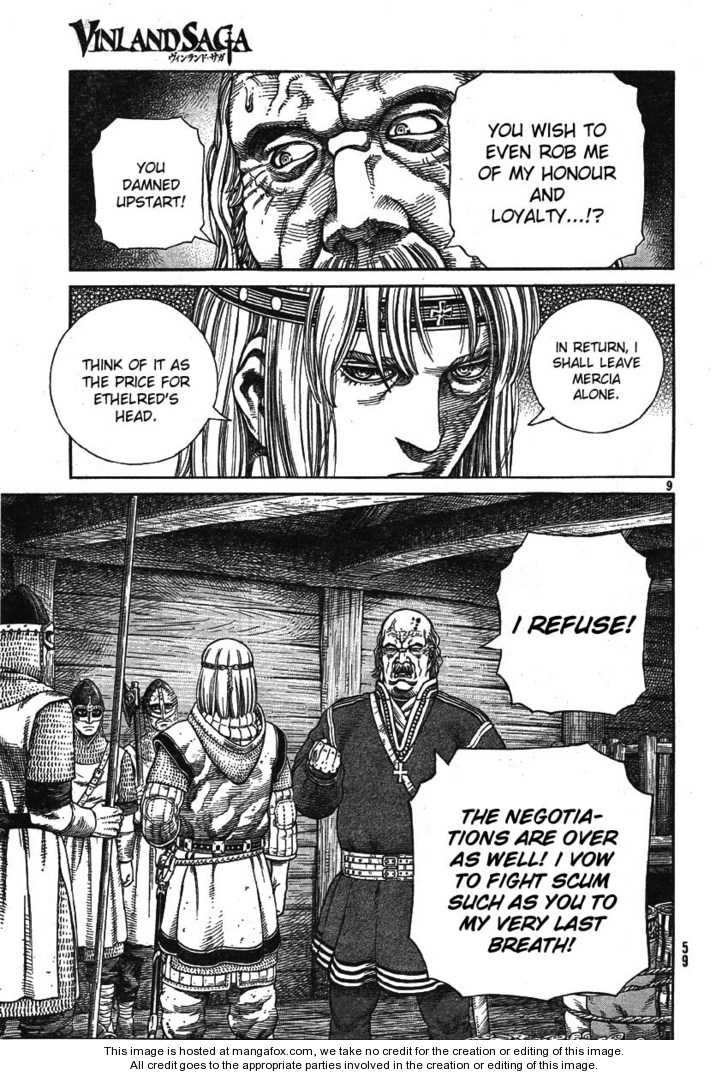 VINLAND SAGA
ヴィンランド・サガ
YOU WISH TO
EVEN ROB ME
OF MY HONOUR
AND
LOYALTY...!?
YOU
DAMNED
UPSTART!
IN RETURN, I
SHALL LEAVE
MERCIA
ALONE.
THINK OF IT AS
THE PRICE FOR
ETHELRED'S
HEAD.
9
I REFUSE!
THE NEGOTIA-
TIONS ARE OVER
AS WELL! I VOW
TO FIGHT SCUM
SUCH AS YOU TO
MY VERY LAST
BREATH!
59
This image is hosted at mangafox.com, we take no credit for the creation or editing of this image.
All credit goes to the appropriate parties involved in the creation or editing of this image.